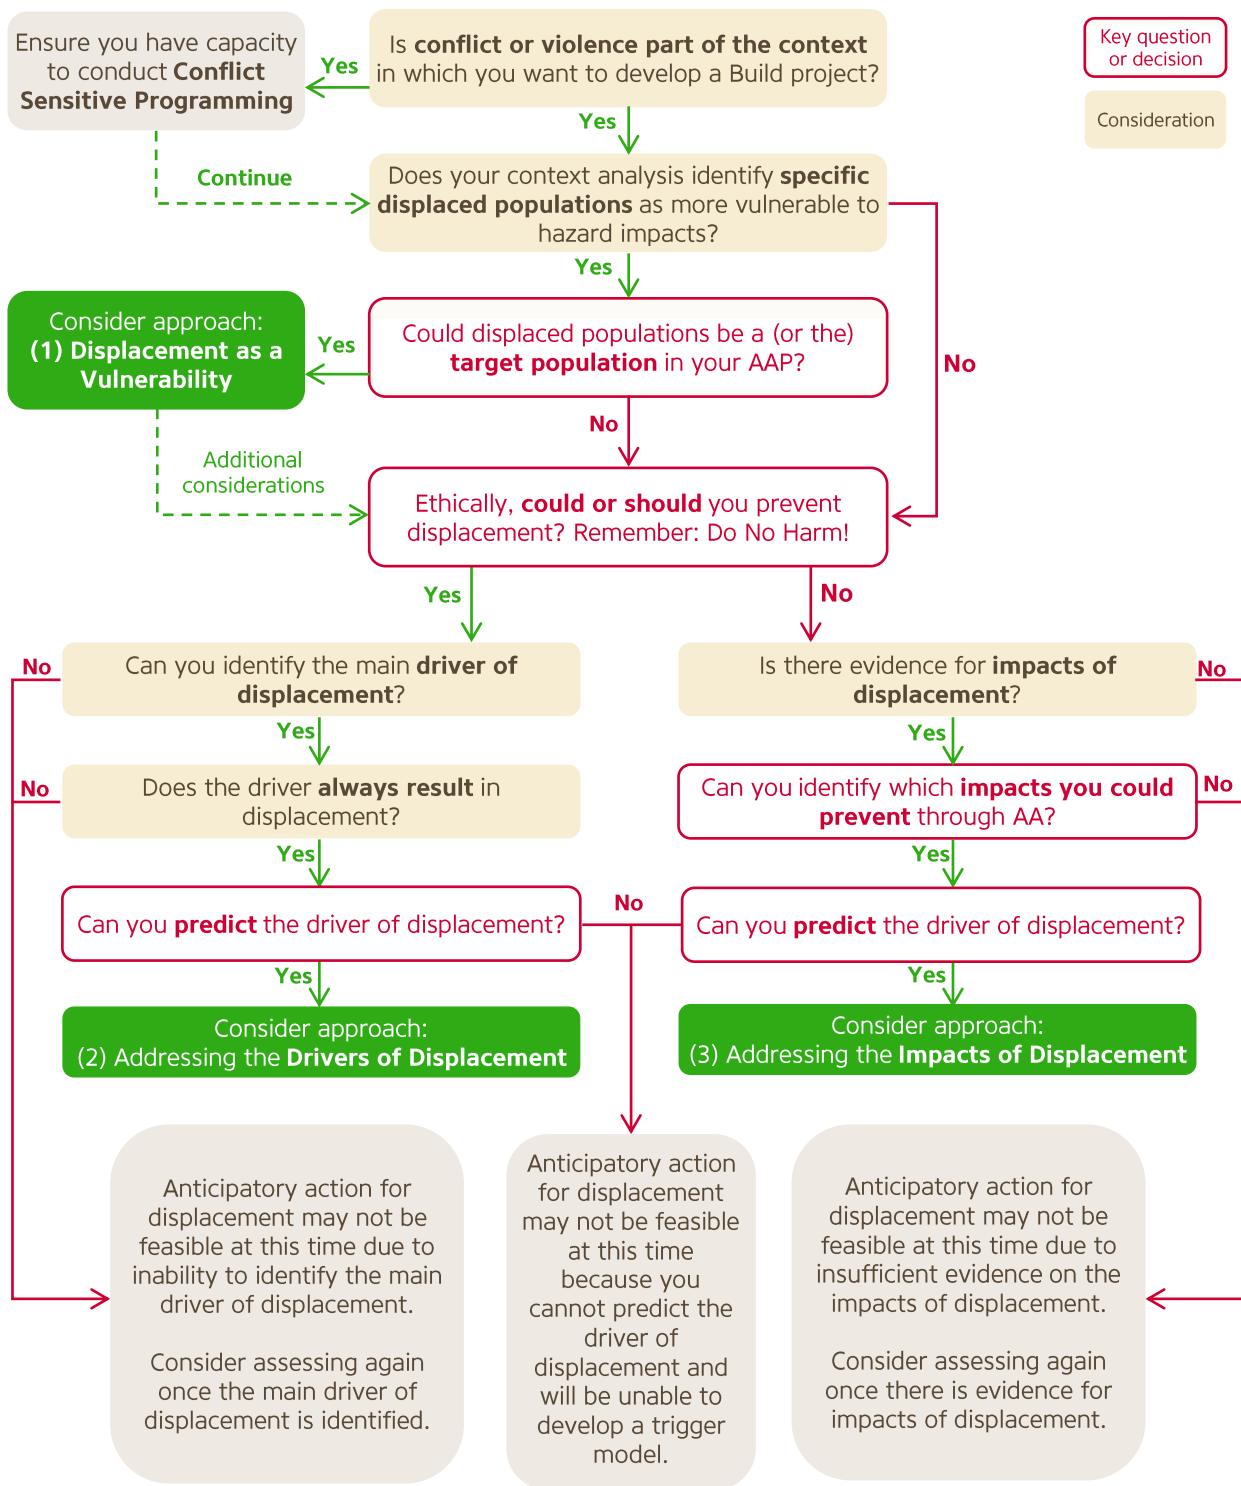 Ensure you have capacity
to conduct Conflict
Sensitive Programming
Yes
Is conflict or violence part of the context
in which you want to develop a Build project?
Key question
or decision
Consideration
Yes
Continue
Does your context analysis identify specific
displaced populations as more vulnerable to
hazard impacts?
Yes
No
Consider approach:
(1) Displacement as a
Vulnerability
Yes
Could displaced populations be a (or the)
target population in your AAP?
No
Additional
considerations
Ethically, could or should you prevent
displacement? Remember: Do No Harm!
Yes
No
No
Can you identify the main driver of
displacement?
Is there evidence for impacts of
displacement?
No
Yes
Yes
No
Does the driver always result in
displacement?
Can you identify which impacts you could
prevent through AA?
No
Yes
Yes
Can you predict the driver of displacement?
No
Can you predict the driver of displacement?
Yes
Yes
Consider approach:
(2) Addressing the Drivers of Displacement
Consider approach:
(3) Addressing the Impacts of Displacement
Anticipatory action for
displacement may not be
feasible at this time due to
inability to identify the main
driver of displacement.
Consider assessing again
once the main driver of
displacement is identified.
Anticipatory action
for displacement
may not be feasible
at this time
because you
cannot predict the
driver of
displacement and
will be unable to
develop a trigger
model.
Anticipatory action for
displacement may not be
feasible at this time due to
insufficient evidence on the
impacts of displacement.
Consider assessing again
once there is evidence for
impacts of displacement.